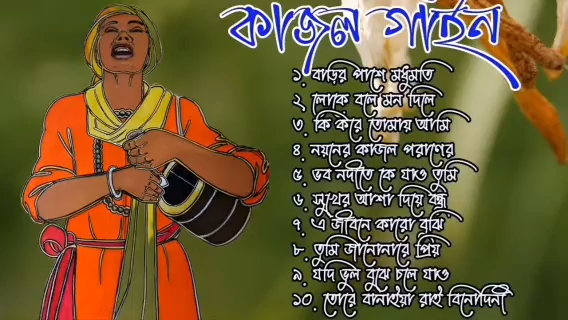 কাজল গাইন
১. বাড়ির পাশে মধুমতি
২. লোকে বলে মন দিলে
৩. কি করে তোমায় আমি
৪. নয়নের কাজল পরাণের
৫. ভব নদীতে কে যাও তুমি
৬. সুখের আশা দিয়ে বন্ধু
৭. এ জীবনে কারো বুঝি
৮. তুমি জানোনারে প্রিয়
৯. যদি ভুল বুঝে চলে যাও
১০. তোরে বানাইয়া রাই বিনোদিনী